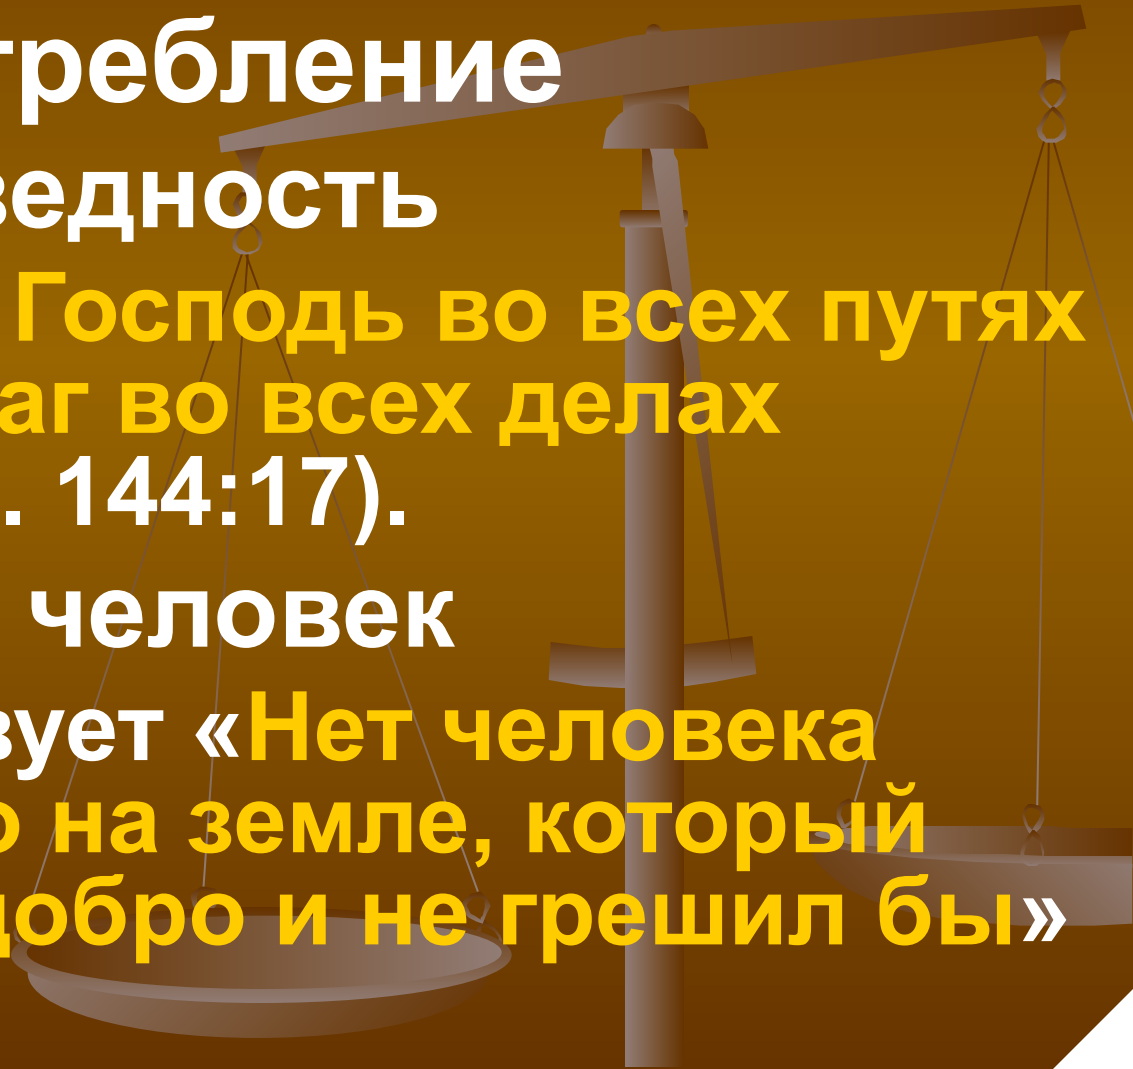 требление
ведность
Господь во всех путях
аг во всех делах
. 144:17).
человек
вует «Нет человека
о на земле, который
добро и не грешил бы»